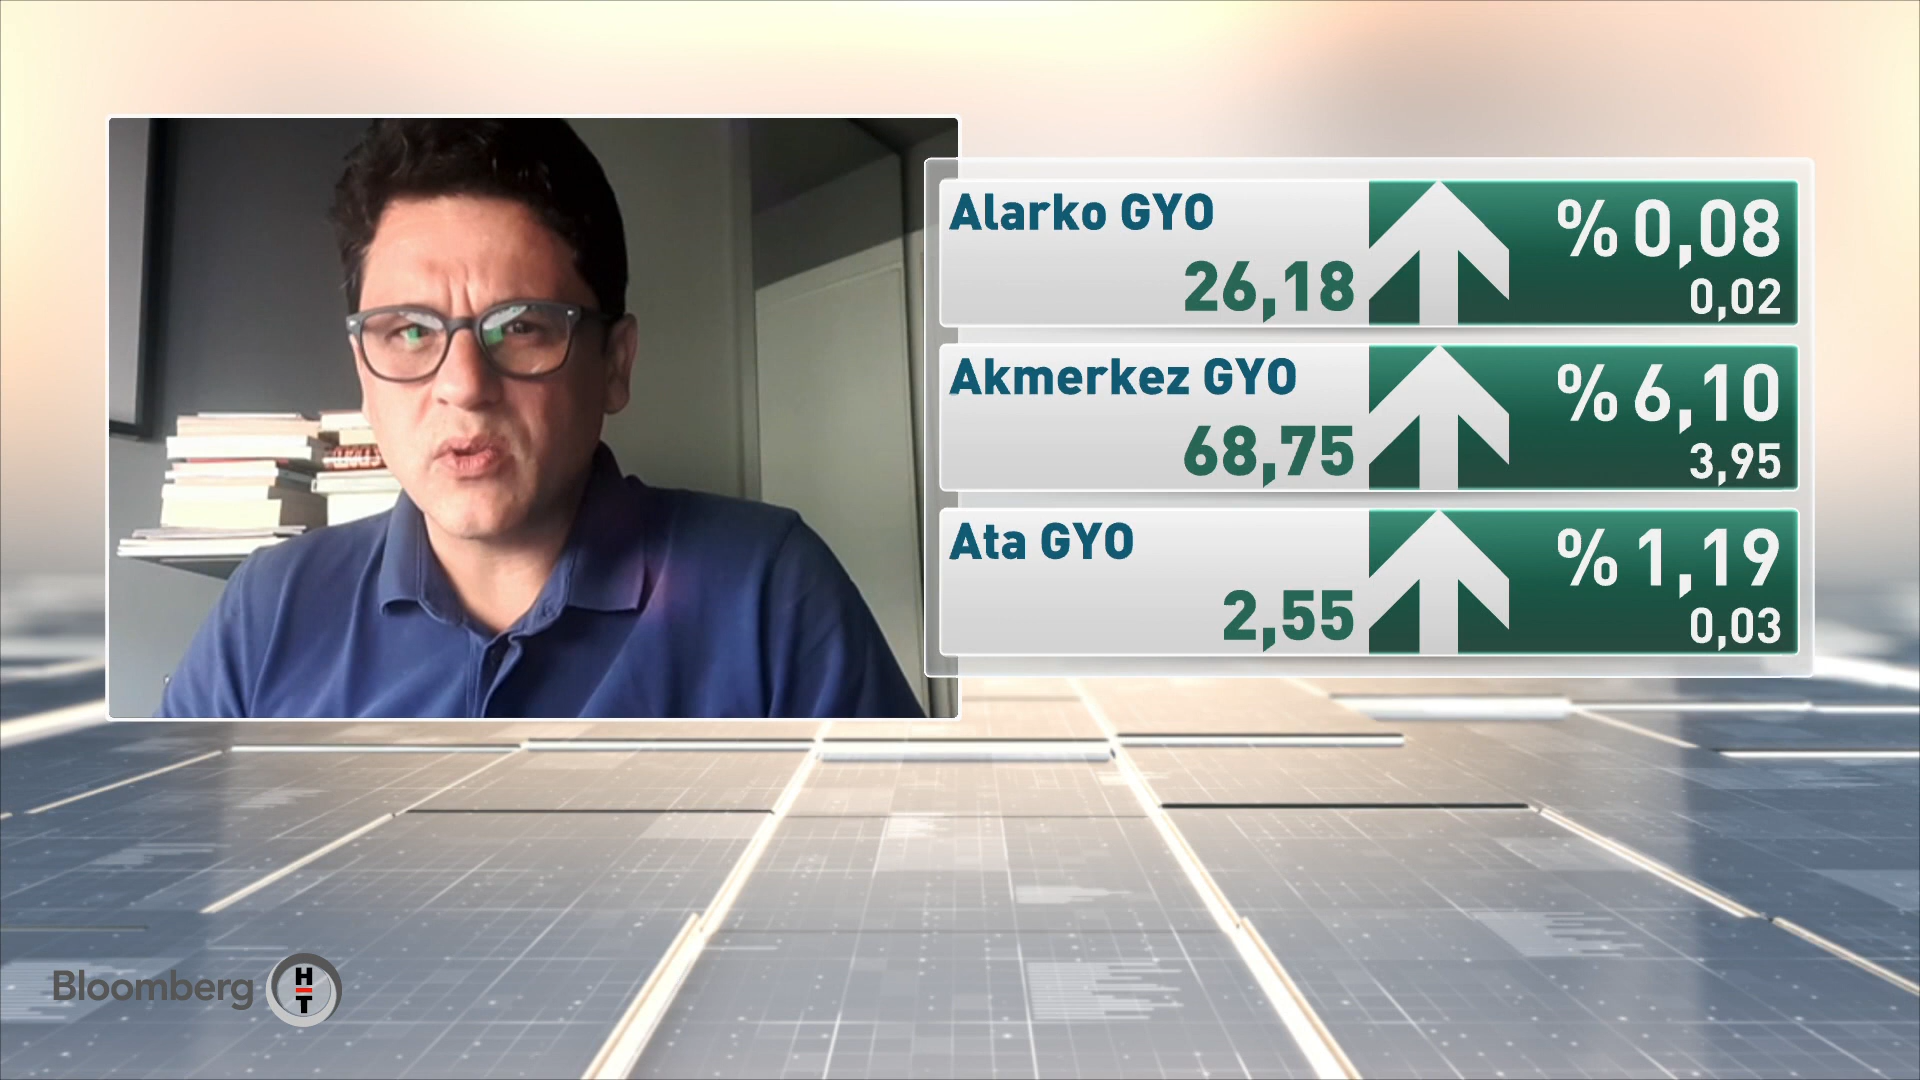 Alarko GYO
26,18
% 0,08
0,02
Akmerkez GYO
68,75
% 6,10
3,95
Ata GYO
2,55
% 1,19
0,03
Bloomberg HT